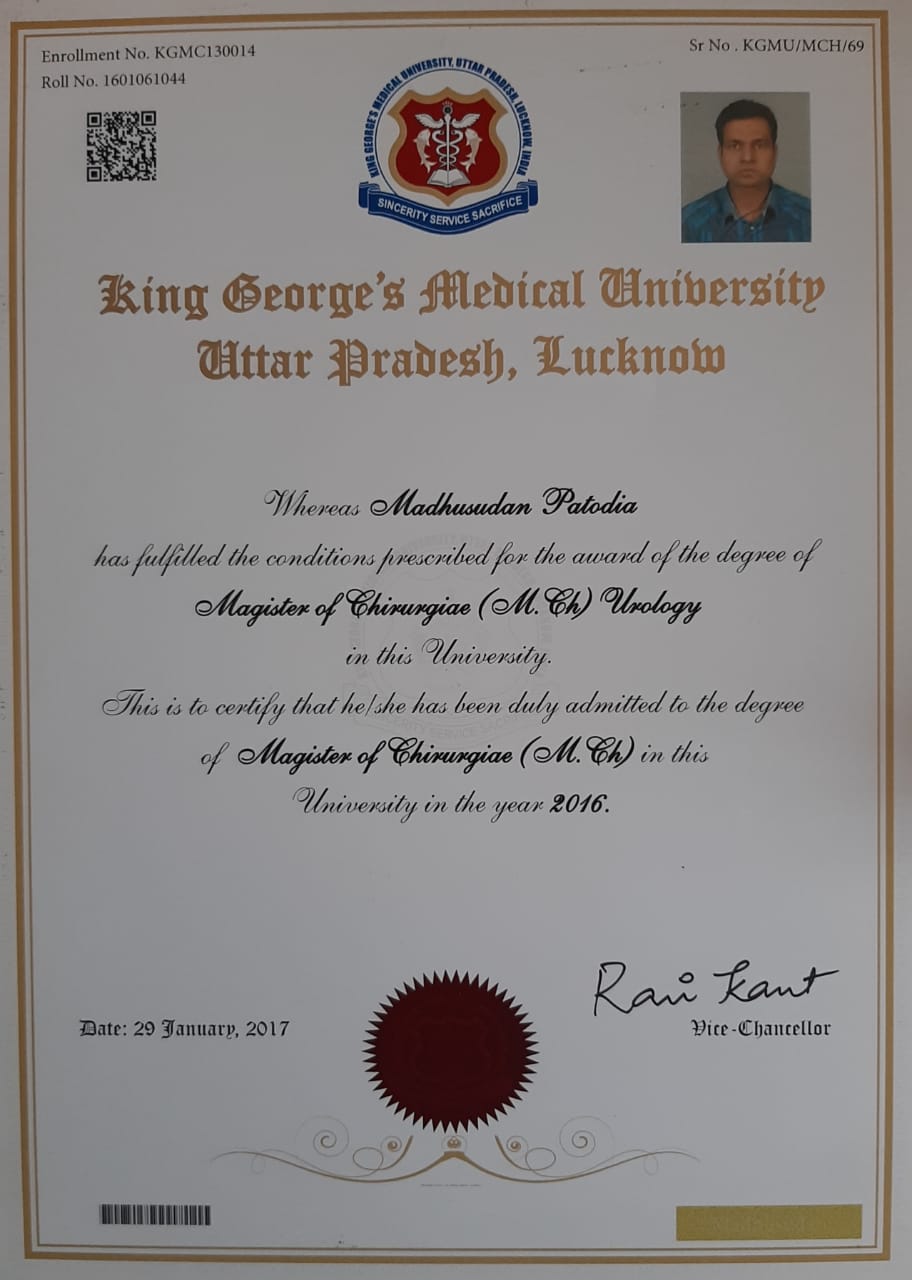 Enrollment No. KGMC130014
Sr No . KGMU/MCH/69
Roll No. 1601061044
KING GEORGE'S MEDICAL UNIVERSITY, UTTAR PRADESH, LUCKNOW, INDIA
SINCERITY SERVICE SACRIFICE
King George's Medical University
Uttar Pradesh, Lucknow
Whereas Madhusudan Patodia
has fulfilled the conditions prescribed for the award of the degree of
Magister of Chirurgiae (M.Ch) Urology
in this University.
This is to certify that he/she has been duly admitted to the degree
of Magister of Chirurgiae (M.Ch) in this
University in the year 2016.
Ravi Kant
Date: 29 January, 2017
Vice-Chancellor